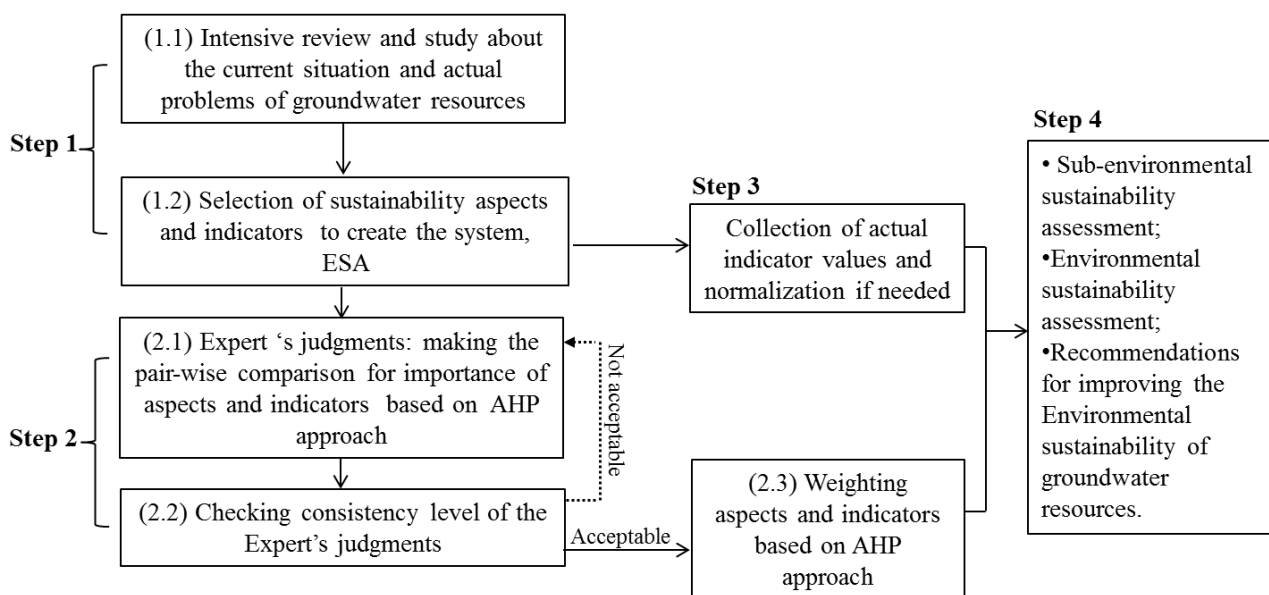 (1.1) Intensive review and study about
the current situation and actual
problems of groundwater resources
Step 1
(1.2) Selection of sustainability aspects
and indicators to create the system,
ESA
(2.1) Expert ‘s judgments: making the
pair-wise comparison for importance of
aspects and indicators based on AHP
approach
Not acceptable
Step 2
(2.2) Checking consistency level of the
Expert’s judgments
Acceptable
(2.3) Weighting
aspects and indicators
based on AHP
approach
Step 3
Collection of actual
indicator values and
normalization if needed
Step 4
• Sub-environmental
sustainability
assessment;
•Environmental
sustainability
assessment;
•Recommendations
for improving the
Environmental
sustainability of
groundwater
resources.